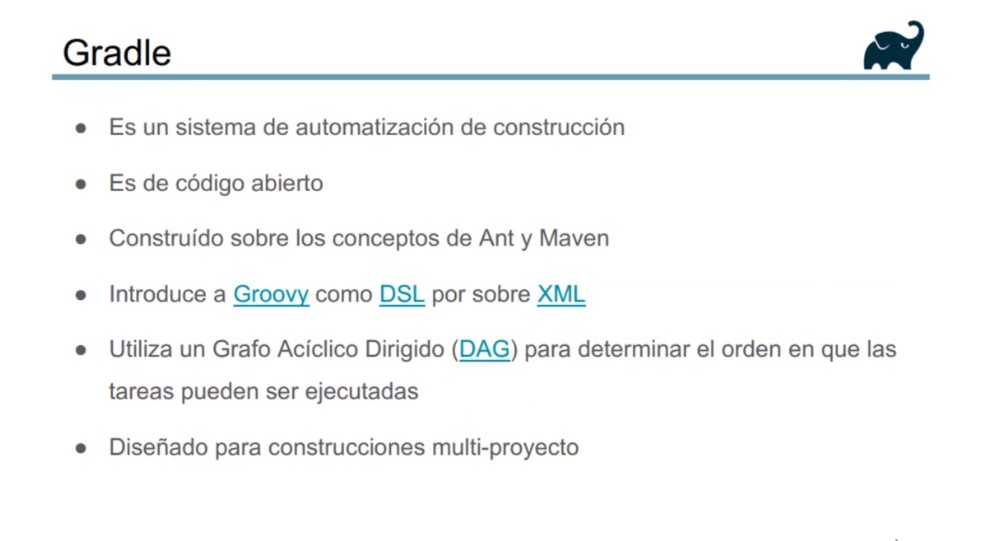 Gradle
● Es un sistema de automatización de construcción
● Es de código abierto
● Construído sobre los conceptos de Ant y Maven
● Introduce a Groovy como DSL por sobre XML
● Utiliza un Grafo Acíclico Dirigido (DAG) para determinar el orden en que las
tareas pueden ser ejecutadas
● Diseñado para construcciones multi-proyecto